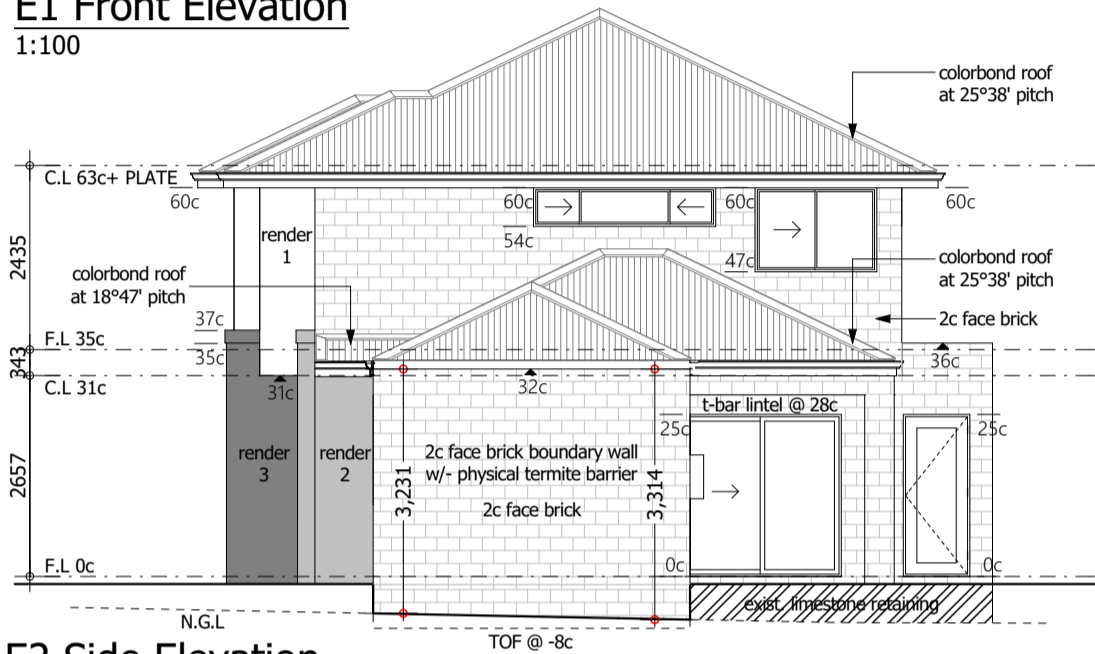 E1 Front Elevation
1:100
colorbond roof
at 25°38' pitch
C.L 63c+ PLATE
60c
60c
60c
60c
render
1
54c
47c
2435
colorbond roof
at 18°47' pitch
colorbond roof
at 25°38' pitch
2c face brick
37c
F.L 35c
35c
343
36c
C.L 31c
31c
32c
t-bar lintel @ 28c
25c
25c
2657
render
3
render
2
2c face brick boundary wall
w/- physical termite barrier
2c face brick
3,231
3,314
F.L 0c
0c
0c
exist. limestone retaining
N.G.L
TOF @ -8c
E2 Side Elevation